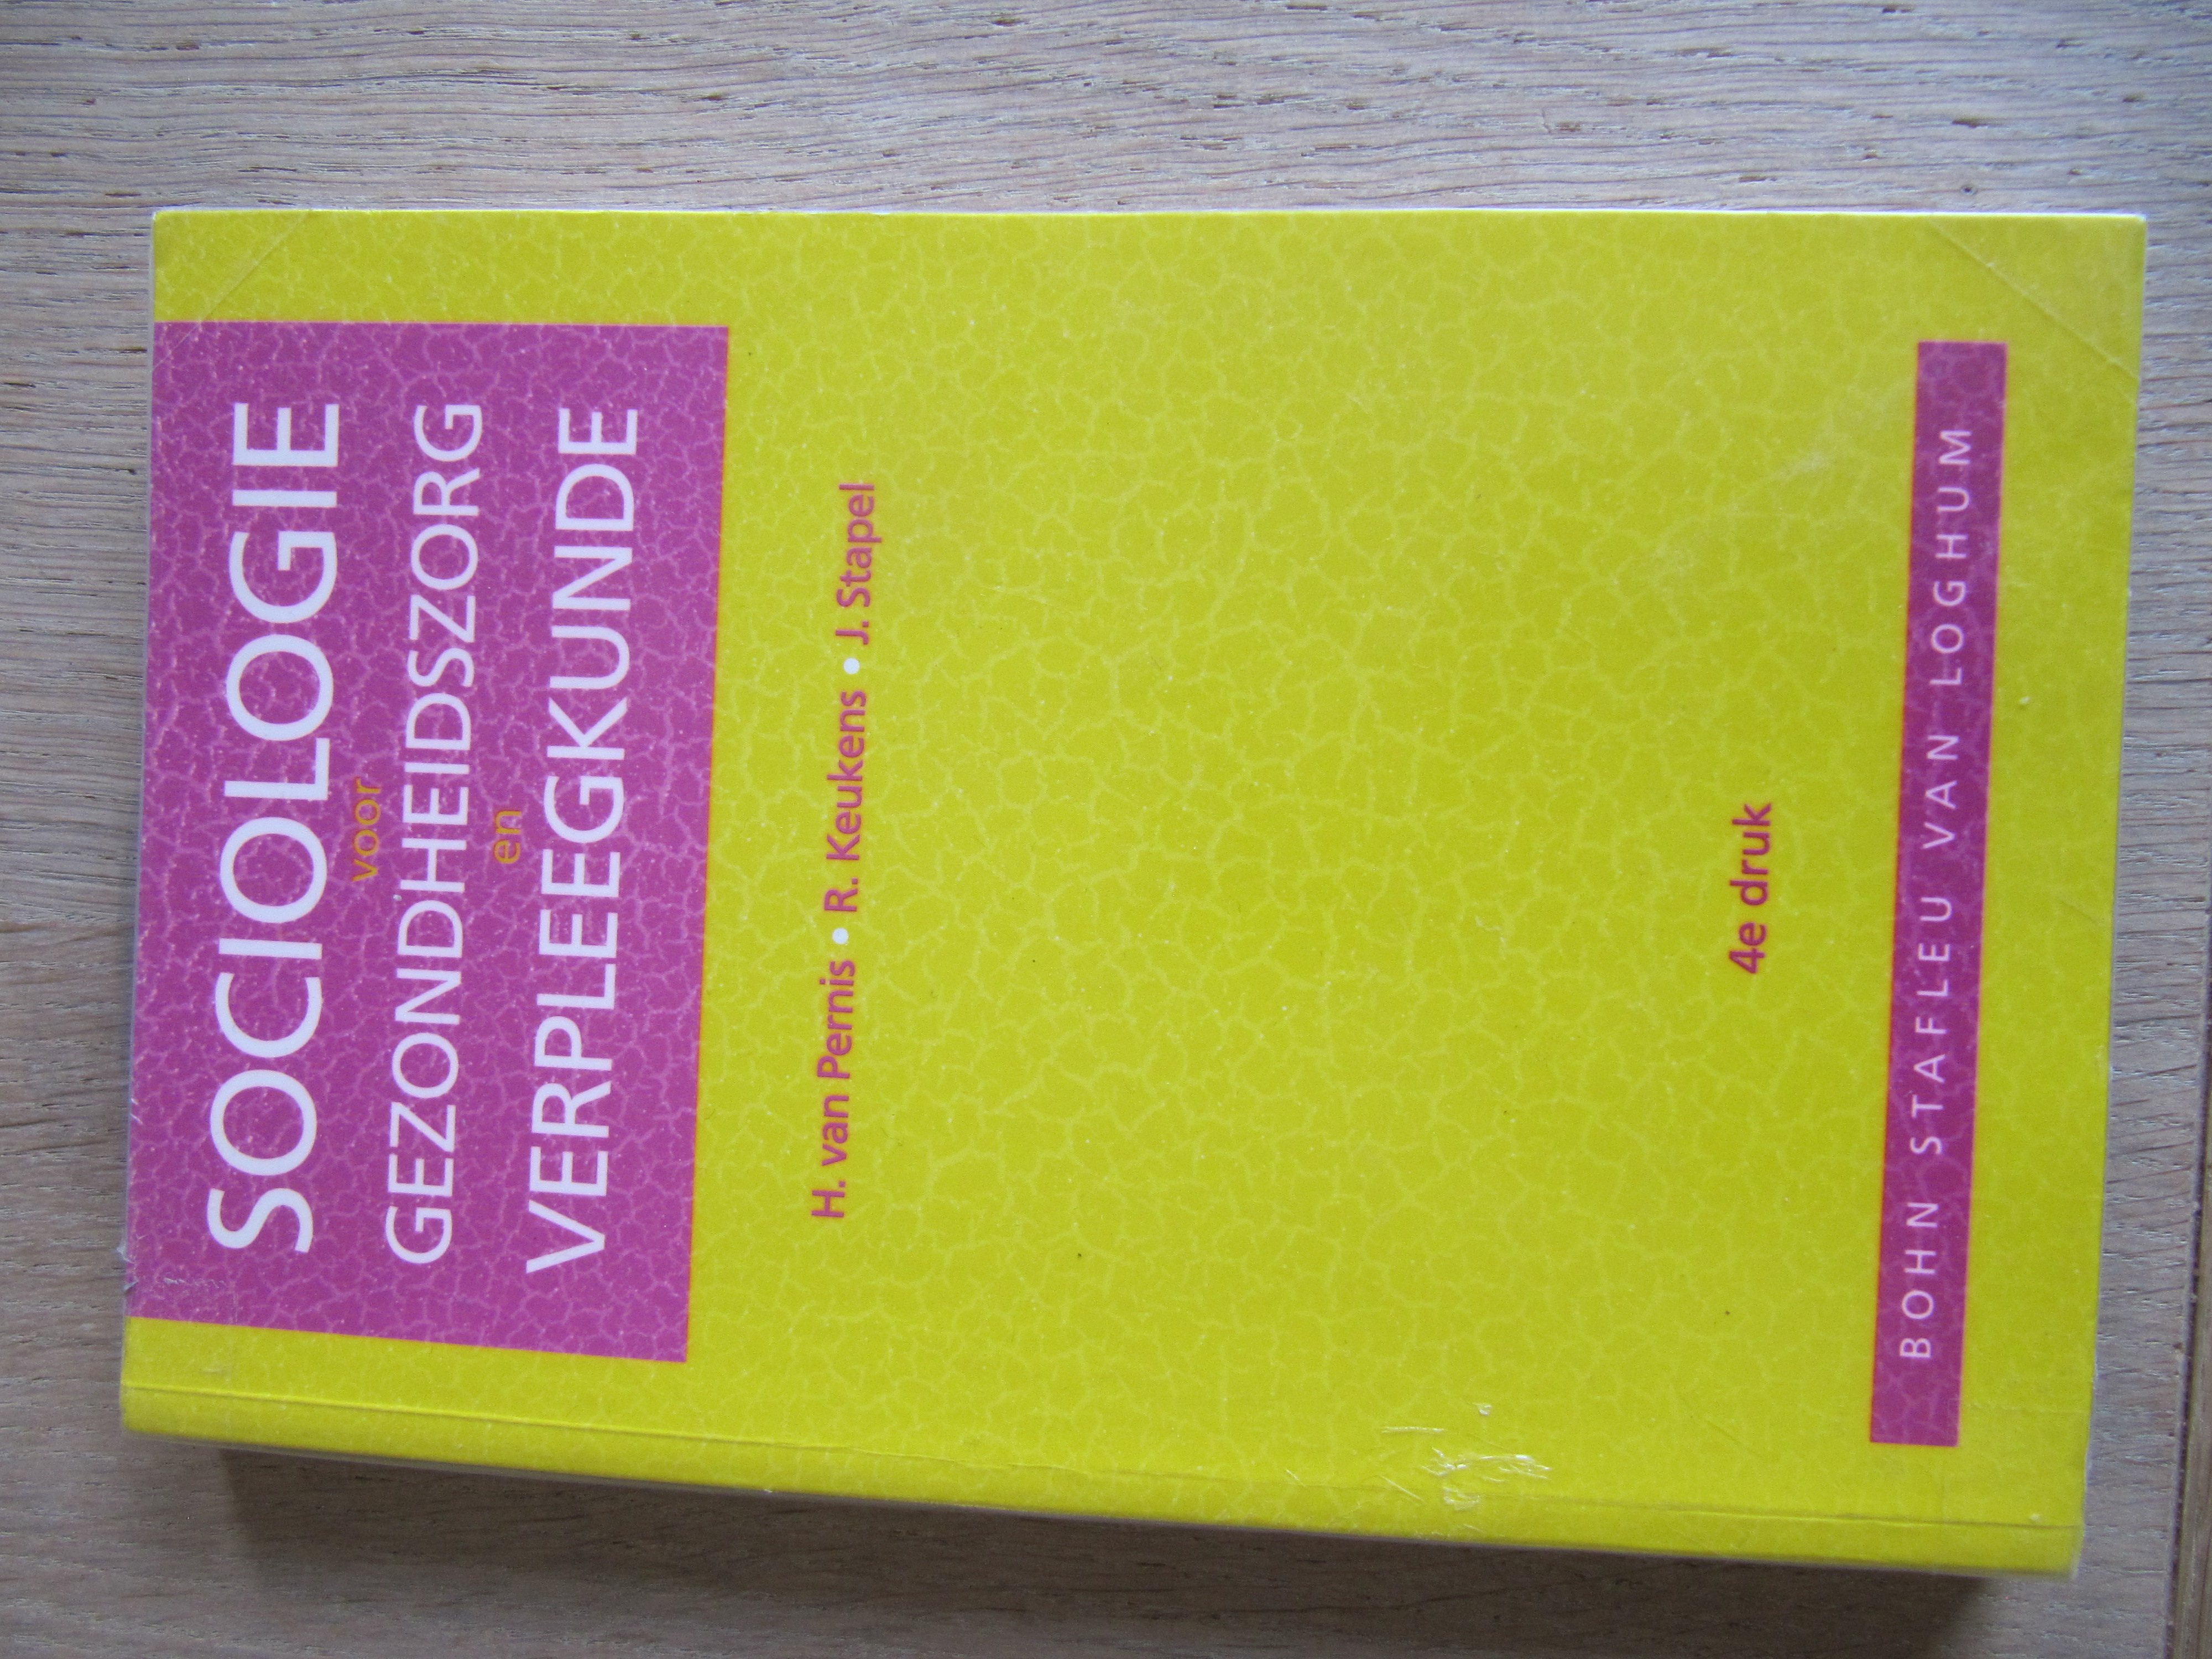 SOCIOLOGIE
voor
GEZONDHEIDSZORG
en
VERPLEEGKUNDE
H. van Pernis • R. Keukens • J. Stapel
4e druk
BOHN STAFLEU VAN LOGHUM